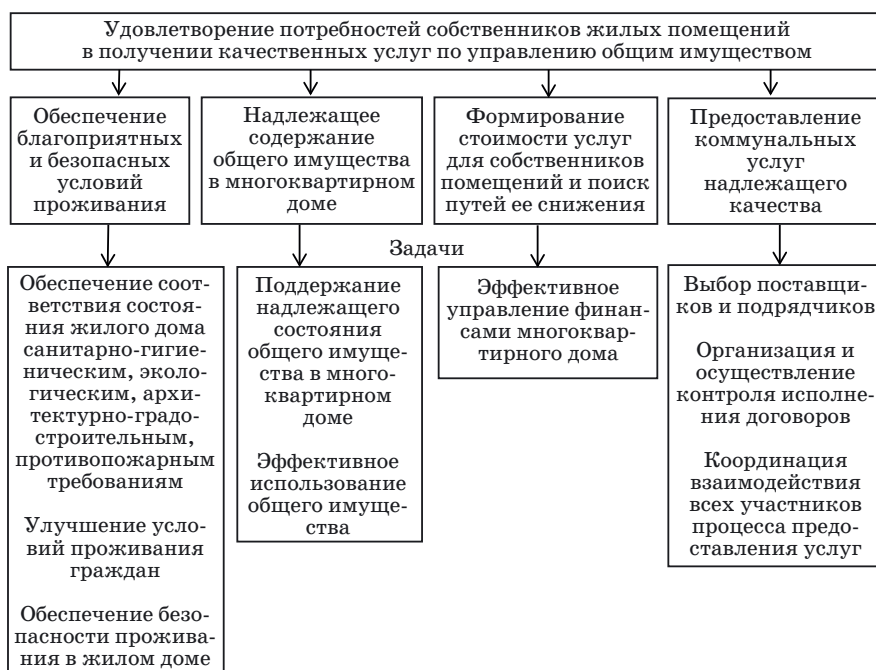 Удовлетворение потребностей собственников жилых помещений
в получении качественных услуг по управлению общим имуществом
Обеспечение
благоприятных
и безопасных
условий
проживания
Надлежащее
содержание
общего имущества
в многоквартирном
доме
Формирование
стоимости услуг
для собственников
помещений и поиск
путей ее снижения
Предоставление
коммунальных
услуг
надлежащего
качества
Задачи
Обеспечение соот-
ветствия состоя-
ния жилого дома
санитарно-гигие-
ническим, эколо-
гическим, архи-
тектурно-градо-
строительным,
противопожарным
требованиям
Улучшение усло-
вий проживания
граждан
Обеспечение безо-
пасности прожива-
ния в жилом доме
Поддержание
надлежащего
состояния
общего имуще-
ства в много-
квартирном
доме
Эффективное
использование
общего имуще-
ства
Эффективное
управление финан-
сами многоквар-
тирного дома
Выбор поставщи-
ков и подрядчиков
Организация и
осуществление
контроля исполне-
ния договоров
Координация
взаимодействия
всех участников
процесса предо-
ставления услуг